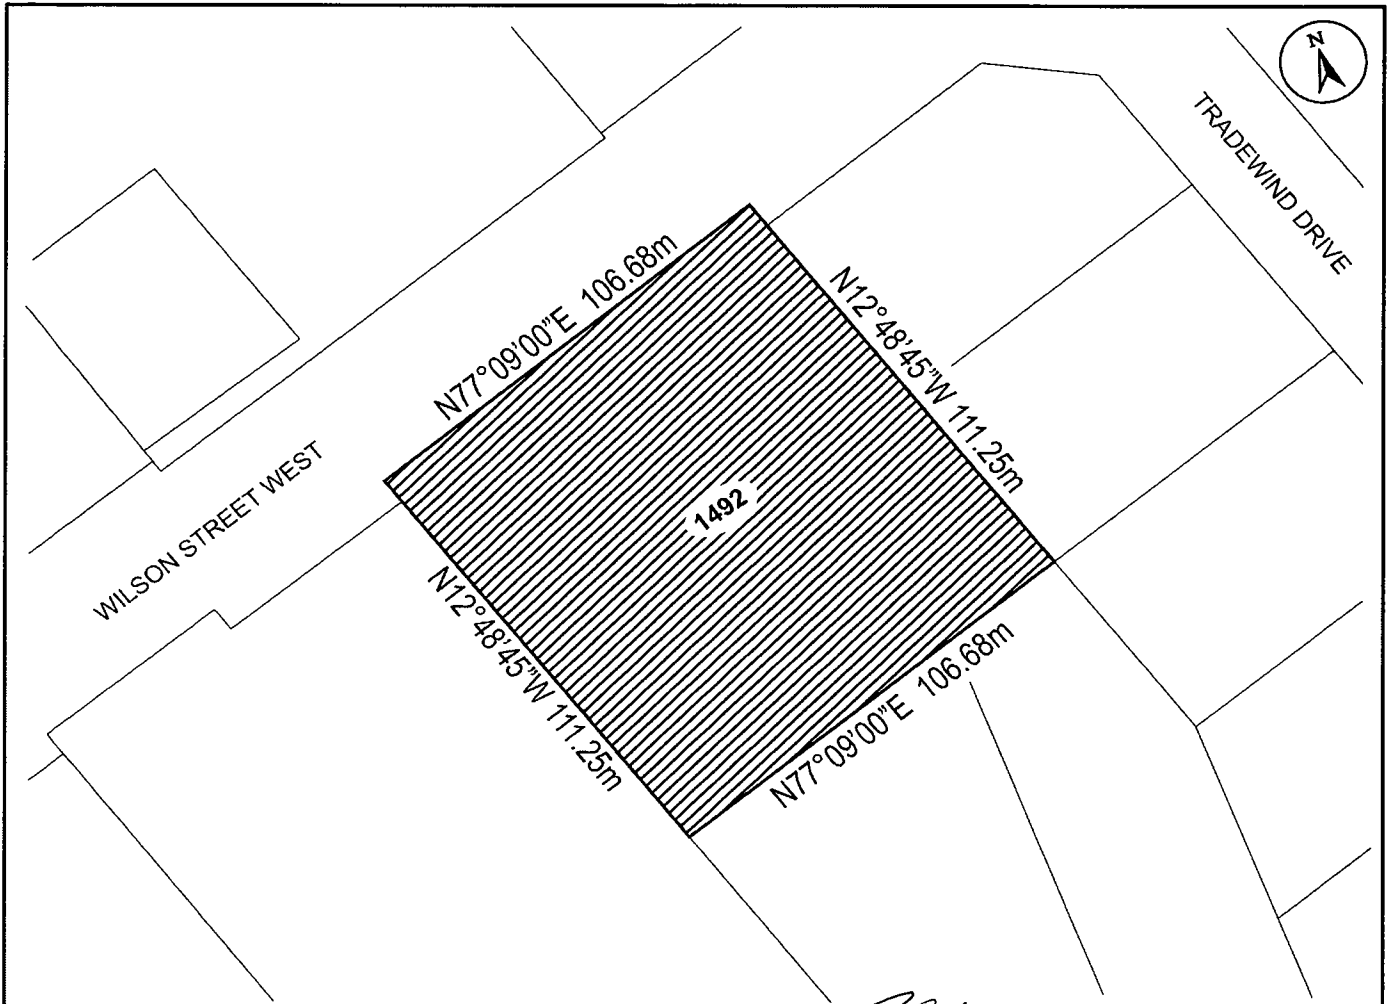 N
TRADEWIND DRIVE
N77°09'00"E 106.68m
N12°48'45"W 111.25m
1492
WILSON STREET WEST
N12°48'45"W 111.25m
N77°09'00"E 106.68m